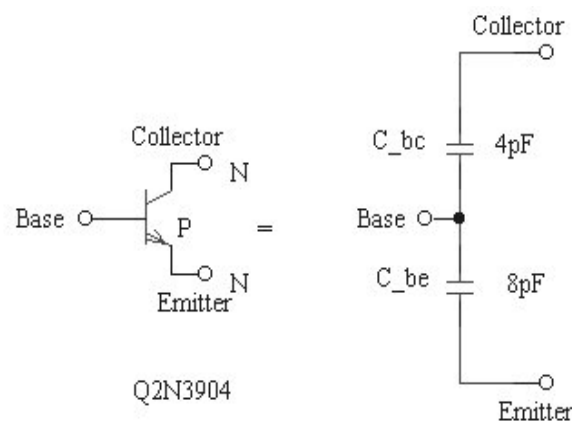 Collector
Collector
N
C_bc 4pF
Base
P
=
Base
N
C_be 8pF
Emitter
Q2N3904
Emitter